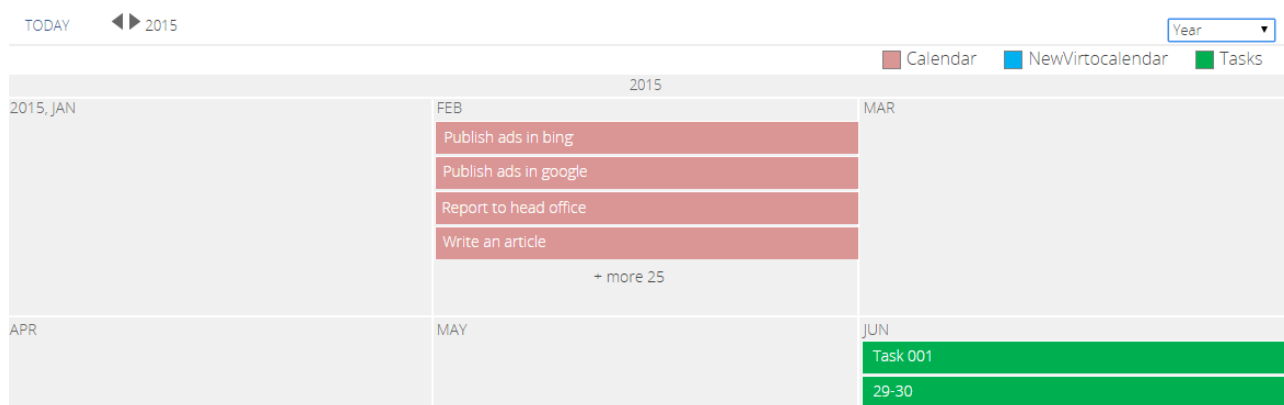 TODAY 2015
Year
Calendar NewVirtocalendar Tasks
2015
2015, JAN FEB MAR
Publish ads in bing
Publish ads in google
Report to head office
Write an article
+ more 25
APR MAY JUN
Task 001
29-30